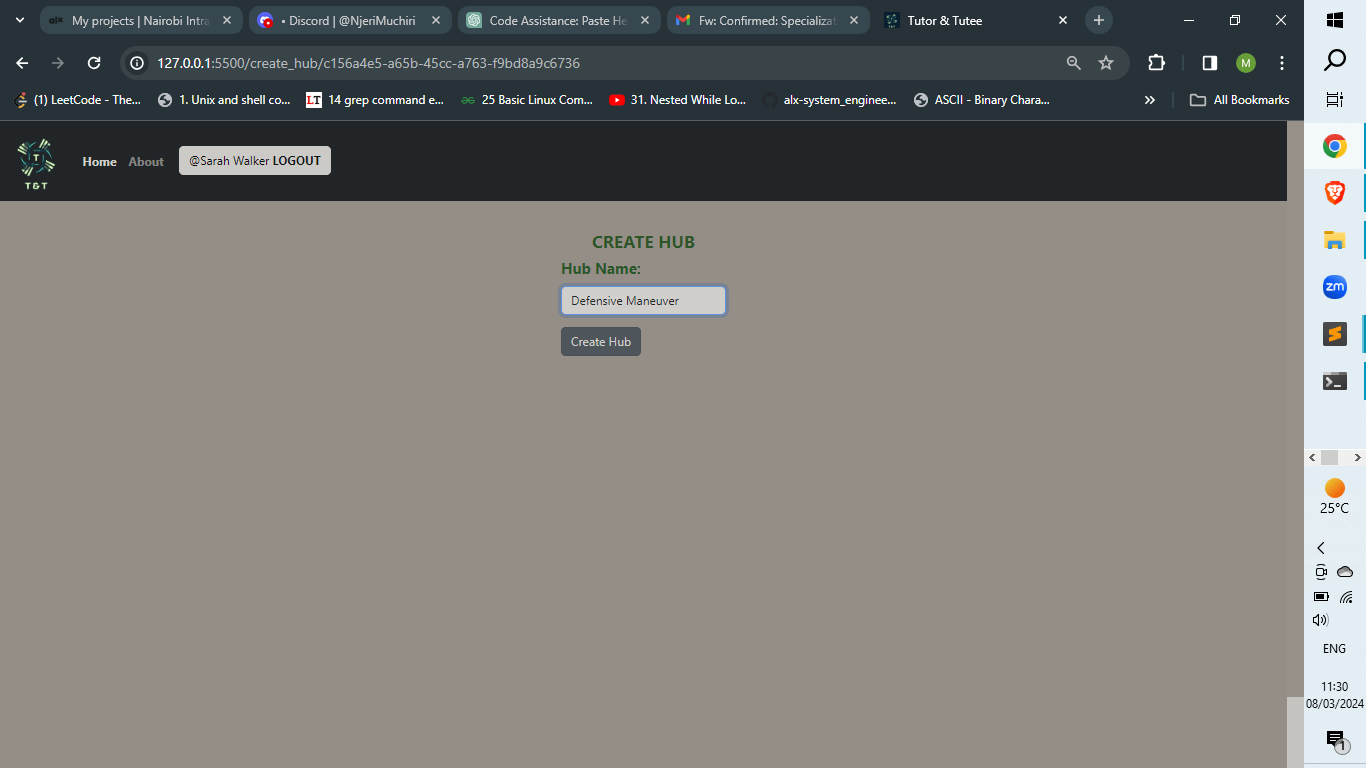 alx My projects | Nairobi Intra
• Discord | @NjeriMuchiri
Code Assistance: Paste He
Fw: Confirmed: Specializat
Tutor & Tutee
127.0.0.1:5500/create_hub/c156a4e5-a65b-45cc-a763-f9bd8a9c6736
M
(1) LeetCode - The...
1. Unix and shell co...
LT 14 grep command e...
25 Basic Linux Com...
31. Nested While Lo...
alx-system_enginee...
ASCII - Binary Chara...
All Bookmarks
T
T&T
Home
About
@Sarah Walker LOGOUT
CREATE HUB
Hub Name:
Defensive Maneuver
Create Hub
zm
25°C
ENG
11:30
08/03/2024
1